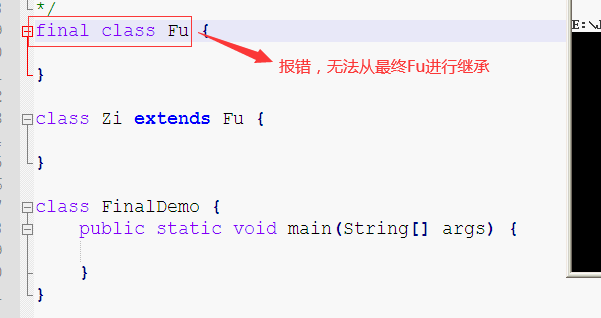 */
final class Fu {
报错，无法从最终Fu进行继承
}
class Zi extends Fu {
}
class FinalDemo {
public static void main(String[] args) {
}
}
E:\J